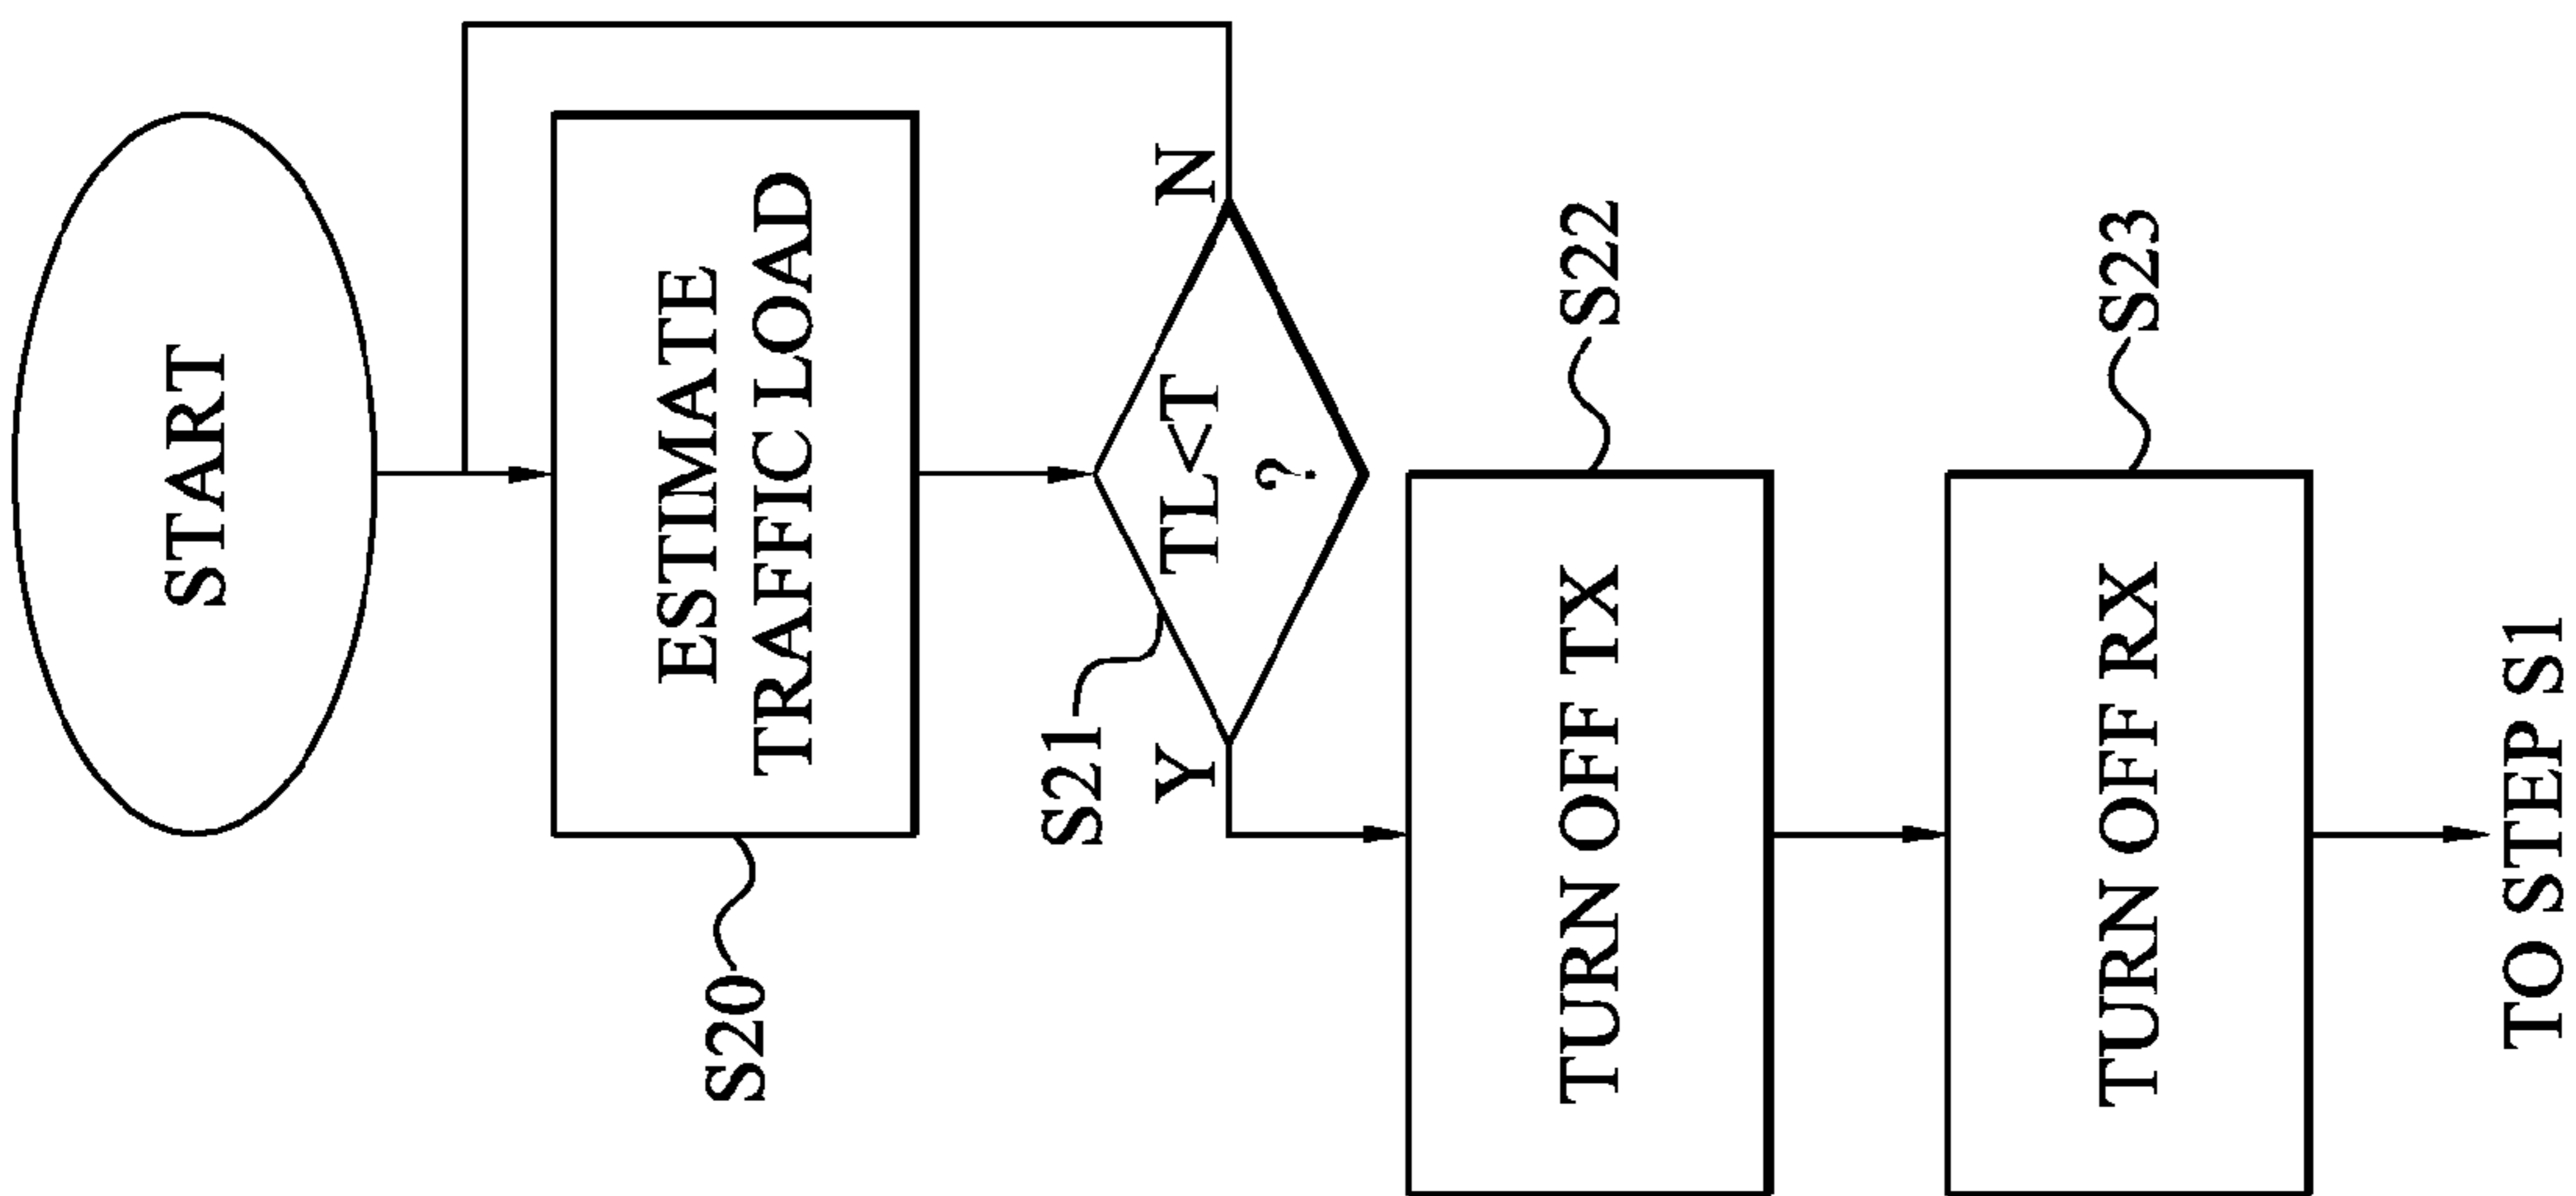 START
ESTIMATE
TRAFFIC LOAD
S20
S21
TL<T
?
Y
N
TURN OFF TX
S22
TURN OFF RX
S23
TO STEP S1